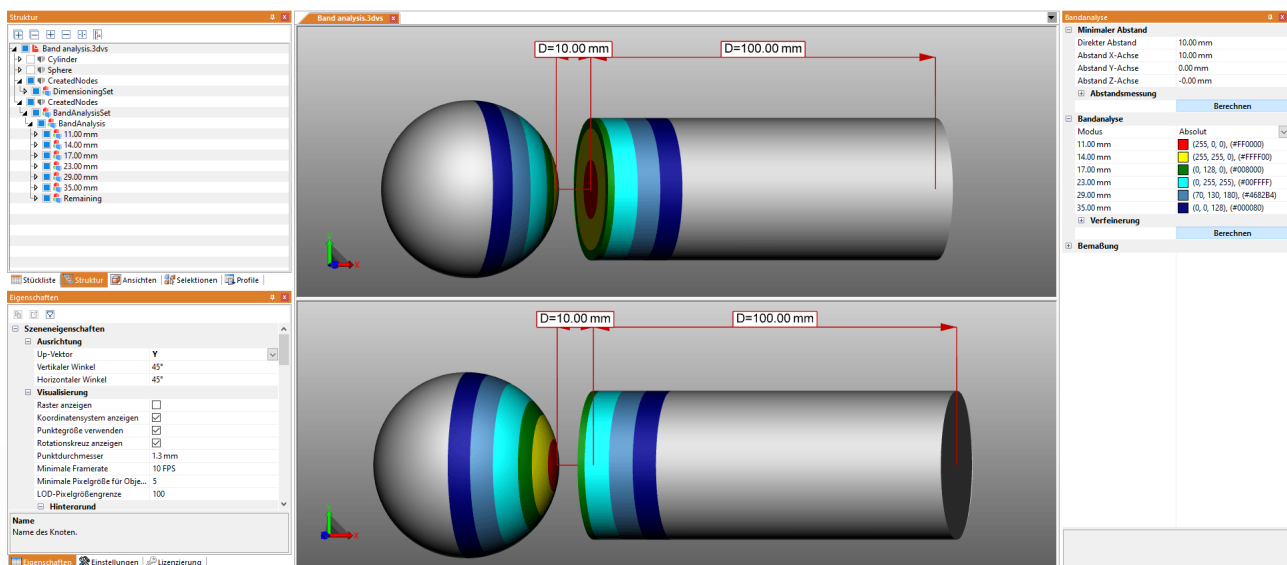 Struktur
Band analysis.3dvs
Cylinder
Sphere
CreatedNodes
DimensioningSet
CreatedNodes
BandAnalysisSet
BandAnalysis
11.00 mm
14.00 mm
17.00 mm
23.00 mm
29.00 mm
35.00 mm
Remaining
Stückliste Struktur Ansichten Selektionen Profile
Eigenschaften
Szeneneigenschaften
Ausrichtung
Up-Vektor Y
Vertikaler Winkel 45°
Horizontaler Winkel 45°
Visualisierung
Raster anzeigen
Koordinatensystem anzeigen
Punktegröße verwenden
Rotationskreuz anzeigen
Punktdurchmesser 1.3 mm
Minimale Framerate 10 FPS
Minimale Pixelgröße für Obje... 5
LOD-Pixelgrößengrenze 100
Hintergrund
Name
Name des Knoten.
Eigenschaften Einstellungen Lizenzierung
Band analysis.3dvs
D=10.00 mm D=100.00 mm
Y
X
D=10.00 mm D=100.00 mm
Y
X
Bandanalyse
Minimaler Abstand
Direkter Abstand 10.00 mm
Abstand X-Achse 10.00 mm
Abstand Y-Achse 0.00 mm
Abstand Z-Achse -0.00 mm
Abstandsmessung
Berechnen
Bandanalyse
Modus Absolut
11.00 mm (255, 0, 0), (#FF0000)
14.00 mm (255, 255, 0), (#FFFF00)
17.00 mm (0, 128, 0), (#008000)
23.00 mm (0, 255, 255), (#00FFFF)
29.00 mm (70, 130, 180), (#4682B4)
35.00 mm (0, 0, 128), (#000080)
Verfeinerung
Berechnen
Bemaßung